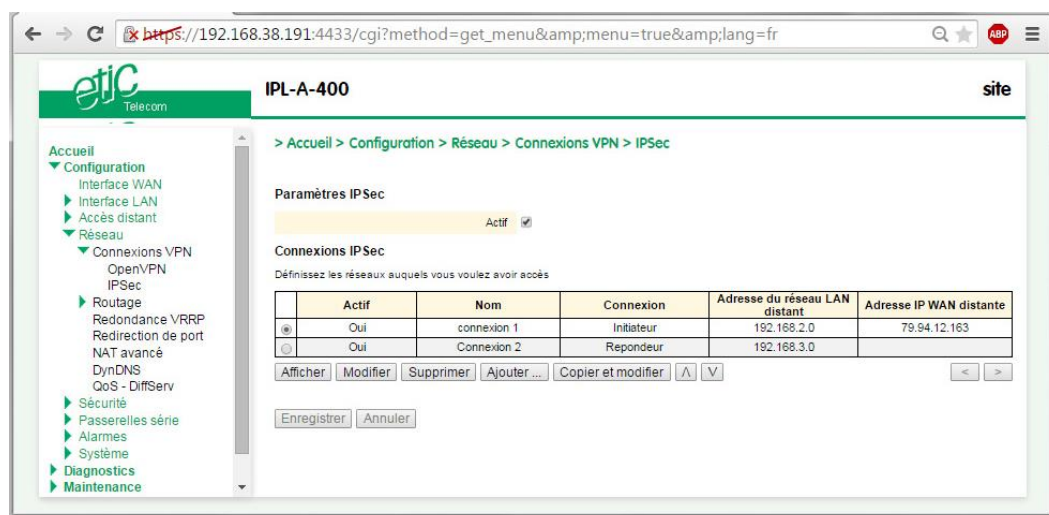 https://192.168.38.191:4433/cgi?method=get_menu&amp;menu=true&amp;lang=fr
ABP
etic
Telecom
IPL-A-400
site
Accueil
Configuration
Interface WAN
Interface LAN
Accès distant
Réseau
Connexions VPN
OpenVPN
IPSec
Routage
Redondance VRRP
Redirection de port
NAT avancé
DynDNS
QoS - DiffServ
Sécurité
Passerelles série
Alarmes
Système
Diagnostics
Maintenance
> Accueil > Configuration > Réseau > Connexions VPN > IPSec
Paramètres IPSec
Actif
Connexions IPSec
Définissez les réseaux auquels vous voulez avoir accès
Actif Nom Connexion Adresse du réseau LAN distant Adresse IP WAN distante
Oui connexion 1 Initiateur 192.168.2.0 79.94.12.163
Oui Connexion 2 Repondeur 192.168.3.0
Afficher Modifier Supprimer Ajouter ... Copier et modifier Λ V < >
Enregistrer Annuler